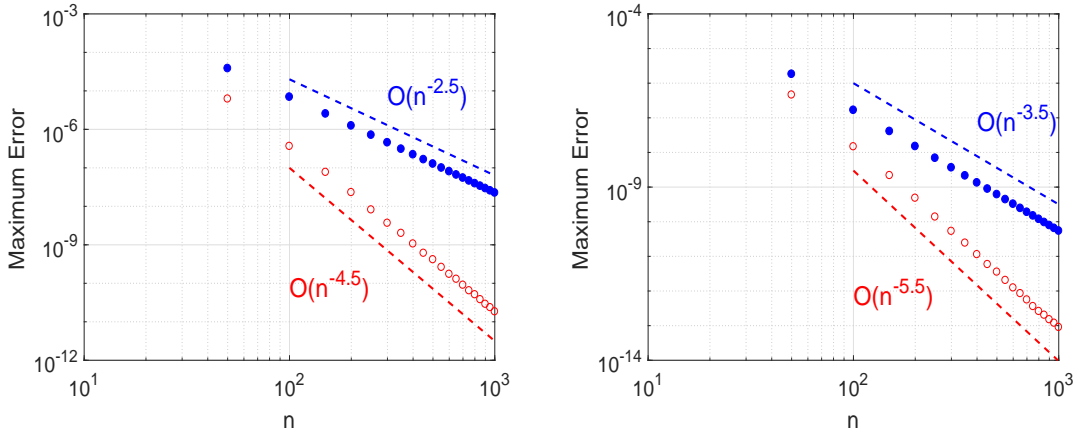 10^-3
10^-6
10^-9
10^-12
Maximum Error
O(n^-2.5)
O(n^-4.5)
10^1
10^2
10^3
n
10^-4
10^-9
10^-14
Maximum Error
O(n^-3.5)
O(n^-5.5)
10^1
10^2
10^3
n